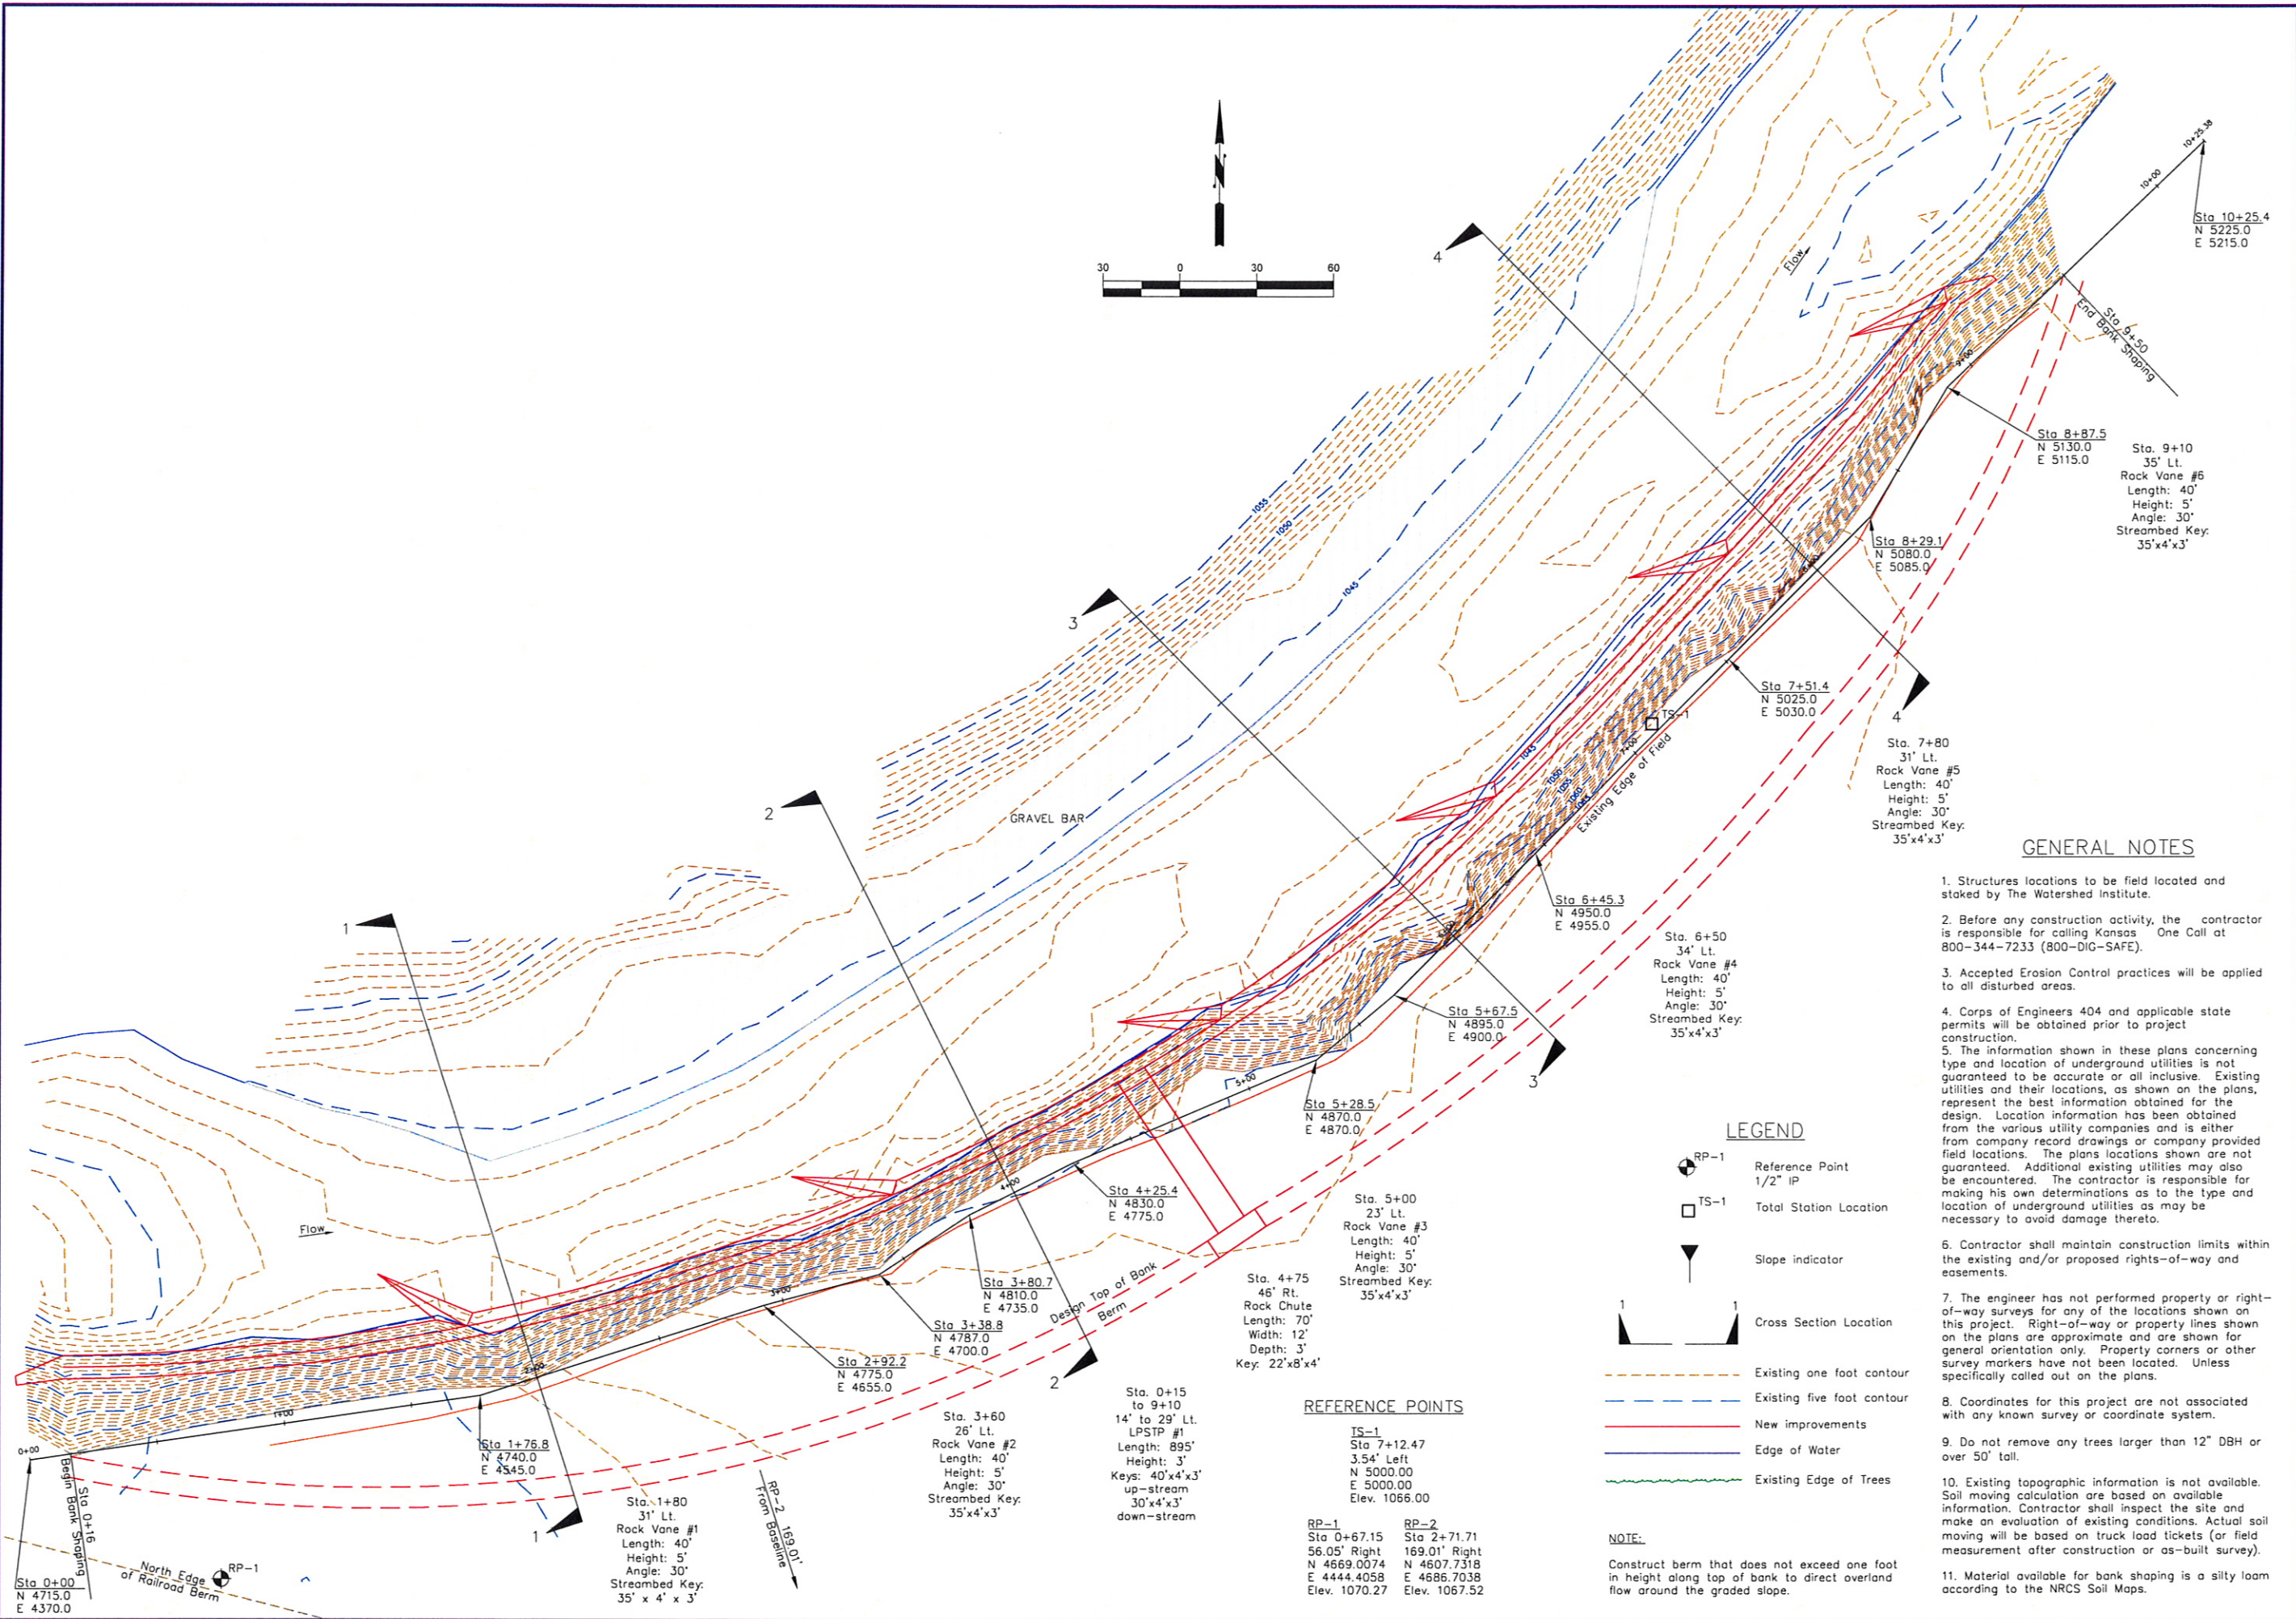 30 0 30 60
10+25.38
10+00
Sta 10+25.4
N 5225.0
E 5215.0
4
Flow
Sta 9+50
End Bank Shaping
9+00
Sta 8+87.5
N 5130.0
E 5115.0
Sta. 9+10
35' Lt.
Rock Vane #6
Length: 40'
Height: 5'
Angle: 30°
Streambed Key:
35'x4'x3'
1055
1050
1045
Sta 8+29.1
N 5080.0
E 5085.0
3
Sta 7+51.4
N 5025.0
E 5030.0
4
TS-1
7+00
Existing Edge of Field
1045
1050
1055
1060
1065
Sta. 7+80
31' Lt.
Rock Vane #5
Length: 40'
Height: 5'
Angle: 30°
Streambed Key:
35'x4'x3'
2
GRAVEL BAR
Sta 6+45.3
N 4950.0
E 4955.0
Sta. 6+50
34' Lt.
Rock Vane #4
Length: 40'
Height: 5'
Angle: 30°
Streambed Key:
35'x4'x3'
1
Sta 5+67.5
N 4895.0
E 4900.0
3
5+00
Sta 5+28.5
N 4870.0
E 4870.0
4+00
Sta 4+25.4
N 4830.0
E 4775.0
Sta. 5+00
23' Lt.
Rock Vane #3
Length: 40'
Height: 5'
Angle: 30°
Streambed Key:
35'x4'x3'
Flow
Sta 3+80.7
N 4810.0
E 4735.0
Design Top of Bank
Berm
Sta. 4+75
46' Rt.
Rock Chute
Length: 70'
Width: 12'
Depth: 3'
Key: 22'x8'x4'
3+00
Sta 3+38.8
N 4787.0
E 4700.0
Sta 2+92.2
N 4775.0
E 4655.0
2
2+00
1+00
Sta. 0+15
to 9+10
14' to 29' Lt.
LPSTP #1
Length: 895'
Height: 3'
Keys: 40'x4'x3'
up-stream
30'x4'x3'
down-stream
Sta. 3+60
26' Lt.
Rock Vane #2
Length: 40'
Height: 5'
Angle: 30°
Streambed Key:
35'x4'x3'
0+00
Sta 1+76.8
N 4740.0
E 4545.0
Sta 0+16
Begin Bank Shaping
1
Sta. 1+80
31' Lt.
Rock Vane #1
Length: 40'
Height: 5'
Angle: 30°
Streambed Key:
35' x 4' x 3'
RP-2 169.01'
From Baseline
North Edge
of Railroad Berm
RP-1
Sta 0+00
N 4715.0
E 4370.0
REFERENCE POINTS
TS-1
Sta 7+12.47
3.54' Left
N 5000.00
E 5000.00
Elev. 1066.00
RP-1
Sta 0+67.15
56.05' Right
N 4669.0074
E 4444.4058
Elev. 1070.27
RP-2
Sta 2+71.71
169.01' Right
N 4607.7318
E 4686.7038
Elev. 1067.52
LEGEND
RP-1
Reference Point
1/2" IP
TS-1
Total Station Location
Slope indicator
1 1
Cross Section Location
Existing one foot contour
Existing five foot contour
New improvements
Edge of Water
Existing Edge of Trees
NOTE:
Construct berm that does not exceed one foot
in height along top of bank to direct overland
flow around the graded slope.
GENERAL NOTES
1. Structures locations to be field located and
staked by The Watershed Institute.
2. Before any construction activity, the contractor
is responsible for calling Kansas One Call at
800-344-7233 (800-DIG-SAFE).
3. Accepted Erosion Control practices will be applied
to all disturbed areas.
4. Corps of Engineers 404 and applicable state
permits will be obtained prior to project
construction.
5. The information shown in these plans concerning
type and location of underground utilities is not
guaranteed to be accurate or all inclusive. Existing
utilities and their locations, as shown on the plans,
represent the best information obtained for the
design. Location information has been obtained
from the various utility companies and is either
from company record drawings or company provided
field locations. The plans locations shown are not
guaranteed. Additional existing utilities may also
be encountered. The contractor is responsible for
making his own determinations as to the type and
location of underground utilities as may be
necessary to avoid damage thereto.
6. Contractor shall maintain construction limits within
the existing and/or proposed rights-of-way and
easements.
7. The engineer has not performed property or right-
of-way surveys for any of the locations shown on
this project. Right-of-way or property lines shown
on the plans are approximate and are shown for
general orientation only. Property corners or other
survey markers have not been located. Unless
specifically called out on the plans.
8. Coordinates for this project are not associated
with any known survey or coordinate system.
9. Do not remove any trees larger than 12" DBH or
over 50' tall.
10. Existing topographic information is not available.
Soil moving calculation are based on available
information. Contractor shall inspect the site and
make an evaluation of existing conditions. Actual soil
moving will be based on truck load tickets (or field
measurement after construction or as-built survey).
11. Material available for bank shaping is a silty loam
according to the NRCS Soil Maps.